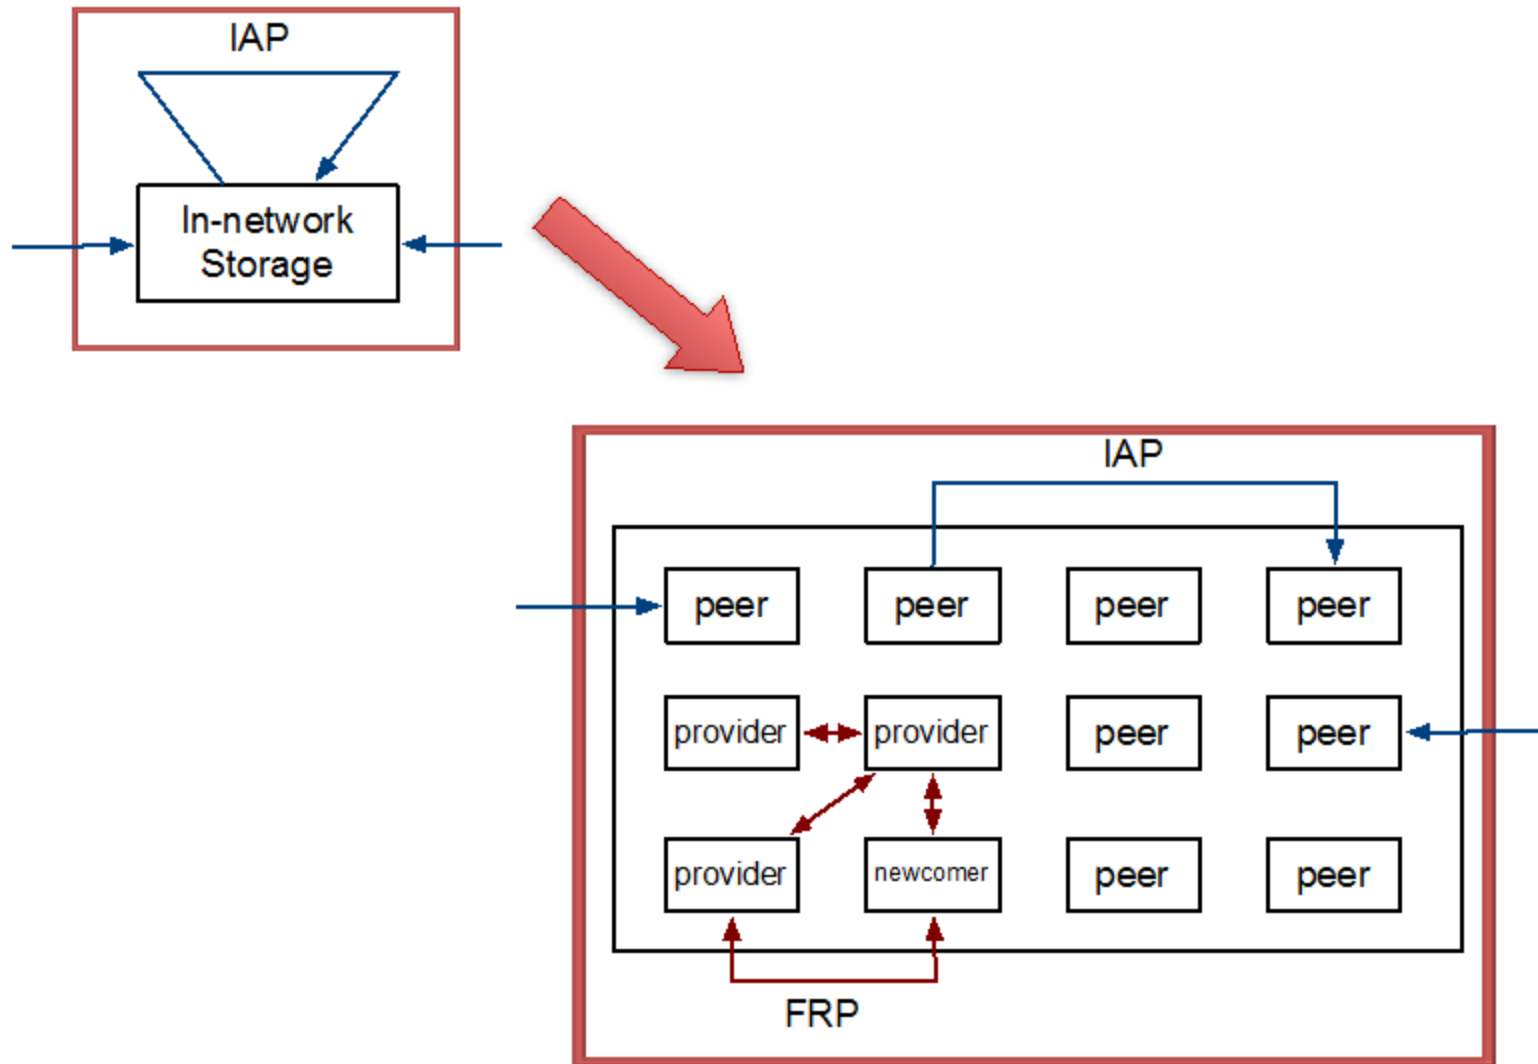 IAP
In-network
Storage
IAP
peer peer peer peer
provider provider peer peer
provider newcomer peer peer
FRP